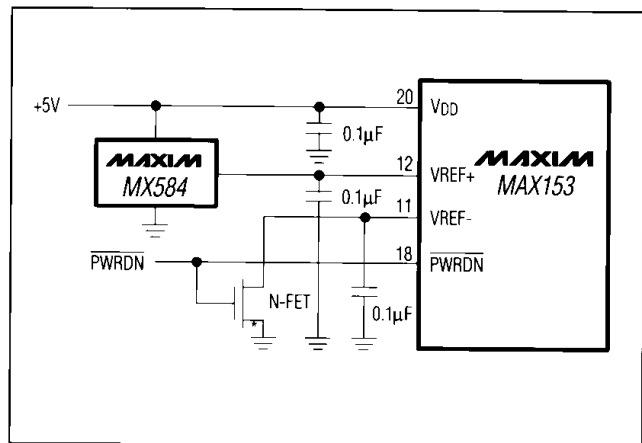 +5V
20 VDD
0.1µF
MAXIM
MX584
12 VREF+
MAXIM
MAX153
0.1µF
11 VREF-
PWRDN
18 PWRDN
N-FET
0.1µF